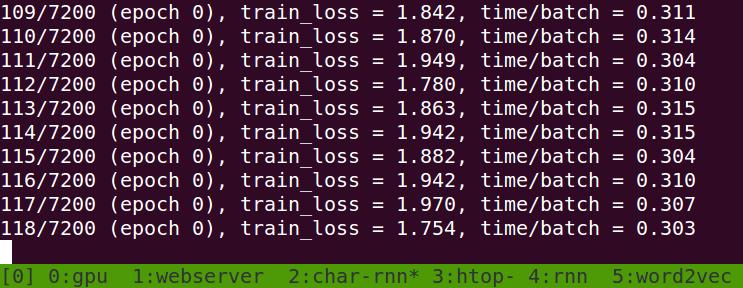 109/7200 (epoch 0), train_loss = 1.842, time/batch = 0.311
110/7200 (epoch 0), train_loss = 1.870, time/batch = 0.314
111/7200 (epoch 0), train_loss = 1.949, time/batch = 0.304
112/7200 (epoch 0), train_loss = 1.780, time/batch = 0.310
113/7200 (epoch 0), train_loss = 1.863, time/batch = 0.315
114/7200 (epoch 0), train_loss = 1.942, time/batch = 0.315
115/7200 (epoch 0), train_loss = 1.882, time/batch = 0.304
116/7200 (epoch 0), train_loss = 1.942, time/batch = 0.310
117/7200 (epoch 0), train_loss = 1.970, time/batch = 0.307
118/7200 (epoch 0), train_loss = 1.754, time/batch = 0.303
[0] 0:gpu  1:webserver  2:char-rnn* 3:htop- 4:rnn  5:word2vec